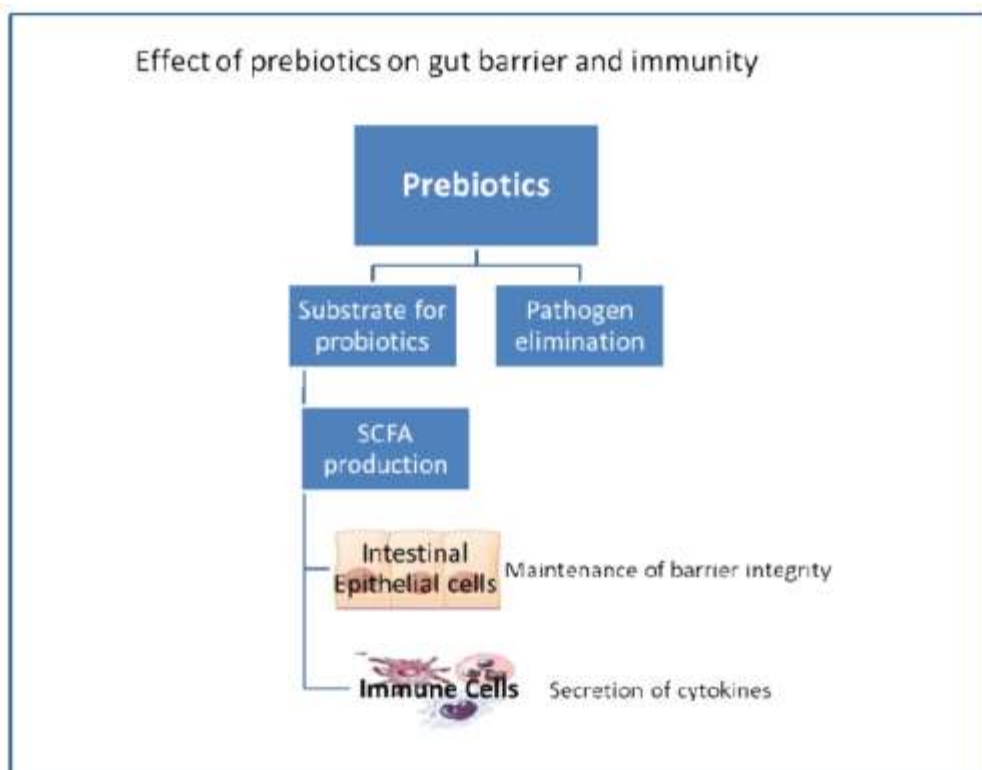 Effect of prebiotics on gut barrier and immunity
Prebiotics
Substrate for
probiotics
Pathogen
elimination
SCFA
production
Intestinal
Epithelial cells
Maintenance of barrier integrity
Immune Cells
Secretion of cytokines